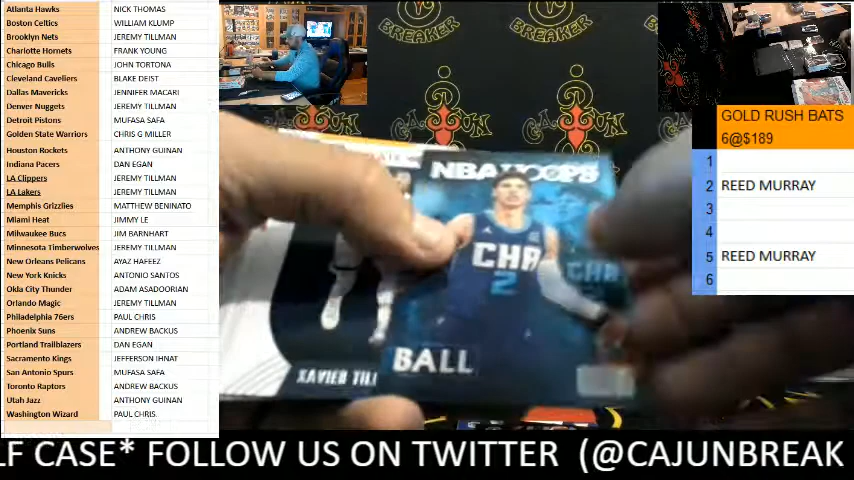 Atlanta Hawks NICK THOMAS
Boston Celtics WILLIAM KLUMP
Brooklyn Nets JEREMY TILLMAN
Charlotte Hornets FRANK YOUNG
Chicago Bulls JOHN TORTONA
Cleveland Cavaliers BLAKE DEIST
Dallas Mavericks JENNIFER MACARI
Denver Nuggets JEREMY TILLMAN
Detroit Pistons MUFASA SAFA
Golden State Warriors CHRIS G MILLER
Houston Rockets ANTHONY GUINAN
Indiana Pacers DAN EGAN
LA Clippers JEREMY TILLMAN
LA Lakers JEREMY TILLMAN
Memphis Grizzlies MATTHEW BENINATO
Miami Heat JIMMY LE
Milwaukee Bucs JIM BARNHART
Minnesota Timberwolves JEREMY TILLMAN
New Orleans Pelicans AYAZ HAFEEZ
New York Knicks ANTONIO SANTOS
Okla City Thunder ADAM ASADOORIAN
Orlando Magic JEREMY TILLMAN
Philadelphia 76ers PAUL CHRIS
Phoenix Suns ANDREW BACKUS
Portland Trailblazers DAN EGAN
Sacramento Kings JEFFERSON IHNAT
San Antonio Spurs MUFASA SAFA
Toronto Raptors ANDREW BACKUS
Utah Jazz ANTHONY GUINAN
Washington Wizard PAUL CHRIS
BREAKER
BREAKER
NBA HOOPS
CHA
2
CHA
BALL
XAVIER TILL
GOLD RUSH BATS
6@$189
1
2 REED MURRAY
3
4
5 REED MURRAY
6
LF CASE* FOLLOW US ON TWITTER (@CAJUNBREAK